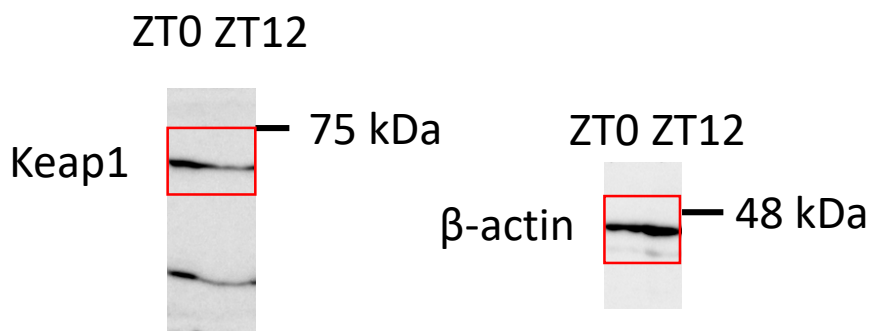 ZT0 ZT12
75 kDa
Keap1
ZT0 ZT12
48 kDa
β-actin